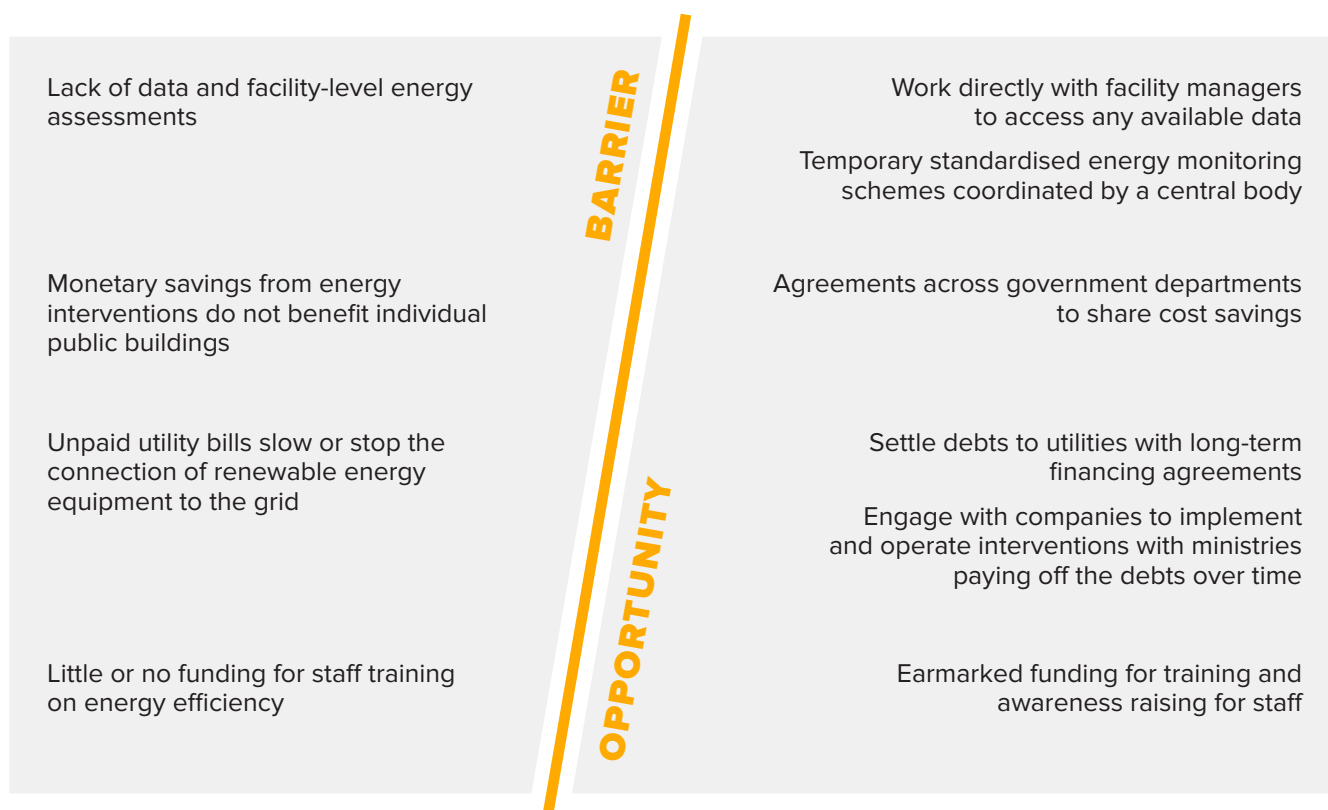 BARRIER
Lack of data and facility-level energy
assessments
Monetary savings from energy
interventions do not benefit individual
public buildings
Unpaid utility bills slow or stop the
connection of renewable energy
equipment to the grid
Little or no funding for staff training
on energy efficiency
OPPORTUNITY
Work directly with facility managers
to access any available data
Temporary standardised energy monitoring
schemes coordinated by a central body
Agreements across government departments
to share cost savings
Settle debts to utilities with long-term
financing agreements
Engage with companies to implement
and operate interventions with ministries
paying off the debts over time
Earmarked funding for training and
awareness raising for staff